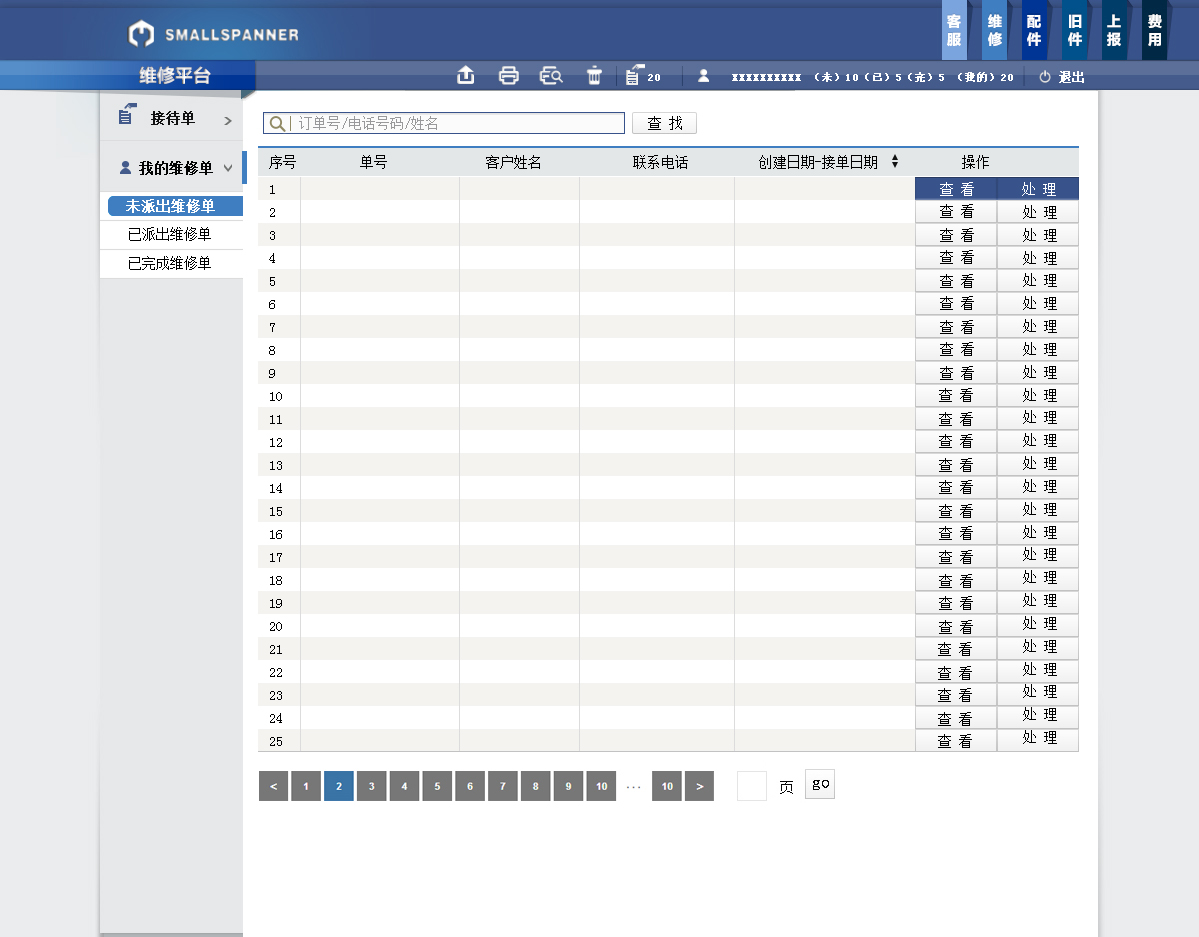 SMALLSPANNER
客服 维修 配件 旧件 上报 费用
维修平台
20 xxxxxxxxxx (未) 10 (已) 5 (完) 5 (我的) 20 退出
接待单 >
我的维修单
未派出维修单
已派出维修单
已完成维修单
订单号/电话号码/姓名 查 找
序号 单号 客户姓名 联系电话 创建日期-接单日期 操作
1 查 看 处 理
2 查 看 处 理
3 查 看 处 理
4 查 看 处 理
5 查 看 处 理
6 查 看 处 理
7 查 看 处 理
8 查 看 处 理
9 查 看 处 理
10 查 看 处 理
11 查 看 处 理
12 查 看 处 理
13 查 看 处 理
14 查 看 处 理
15 查 看 处 理
16 查 看 处 理
17 查 看 处 理
18 查 看 处 理
19 查 看 处 理
20 查 看 处 理
21 查 看 处 理
22 查 看 处 理
23 查 看 处 理
24 查 看 处 理
25 查 看 处 理
< 1 2 3 4 5 6 7 8 9 10 ··· 10 > 页 go